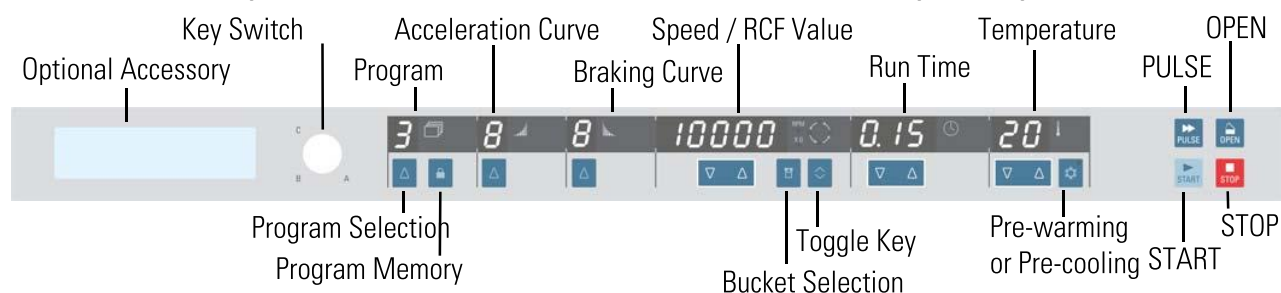 Key Switch
Acceleration Curve
Speed / RCF Value
Temperature
OPEN
Optional Accessory
Program
Braking Curve
Run Time
PULSE
C
B
A
3
8
8
10000
RPM
x g
0.15
20
PULSE
OPEN
START
STOP
Program Selection
Program Memory
Toggle Key
Bucket Selection
Pre-warming
or Pre-cooling
START
STOP